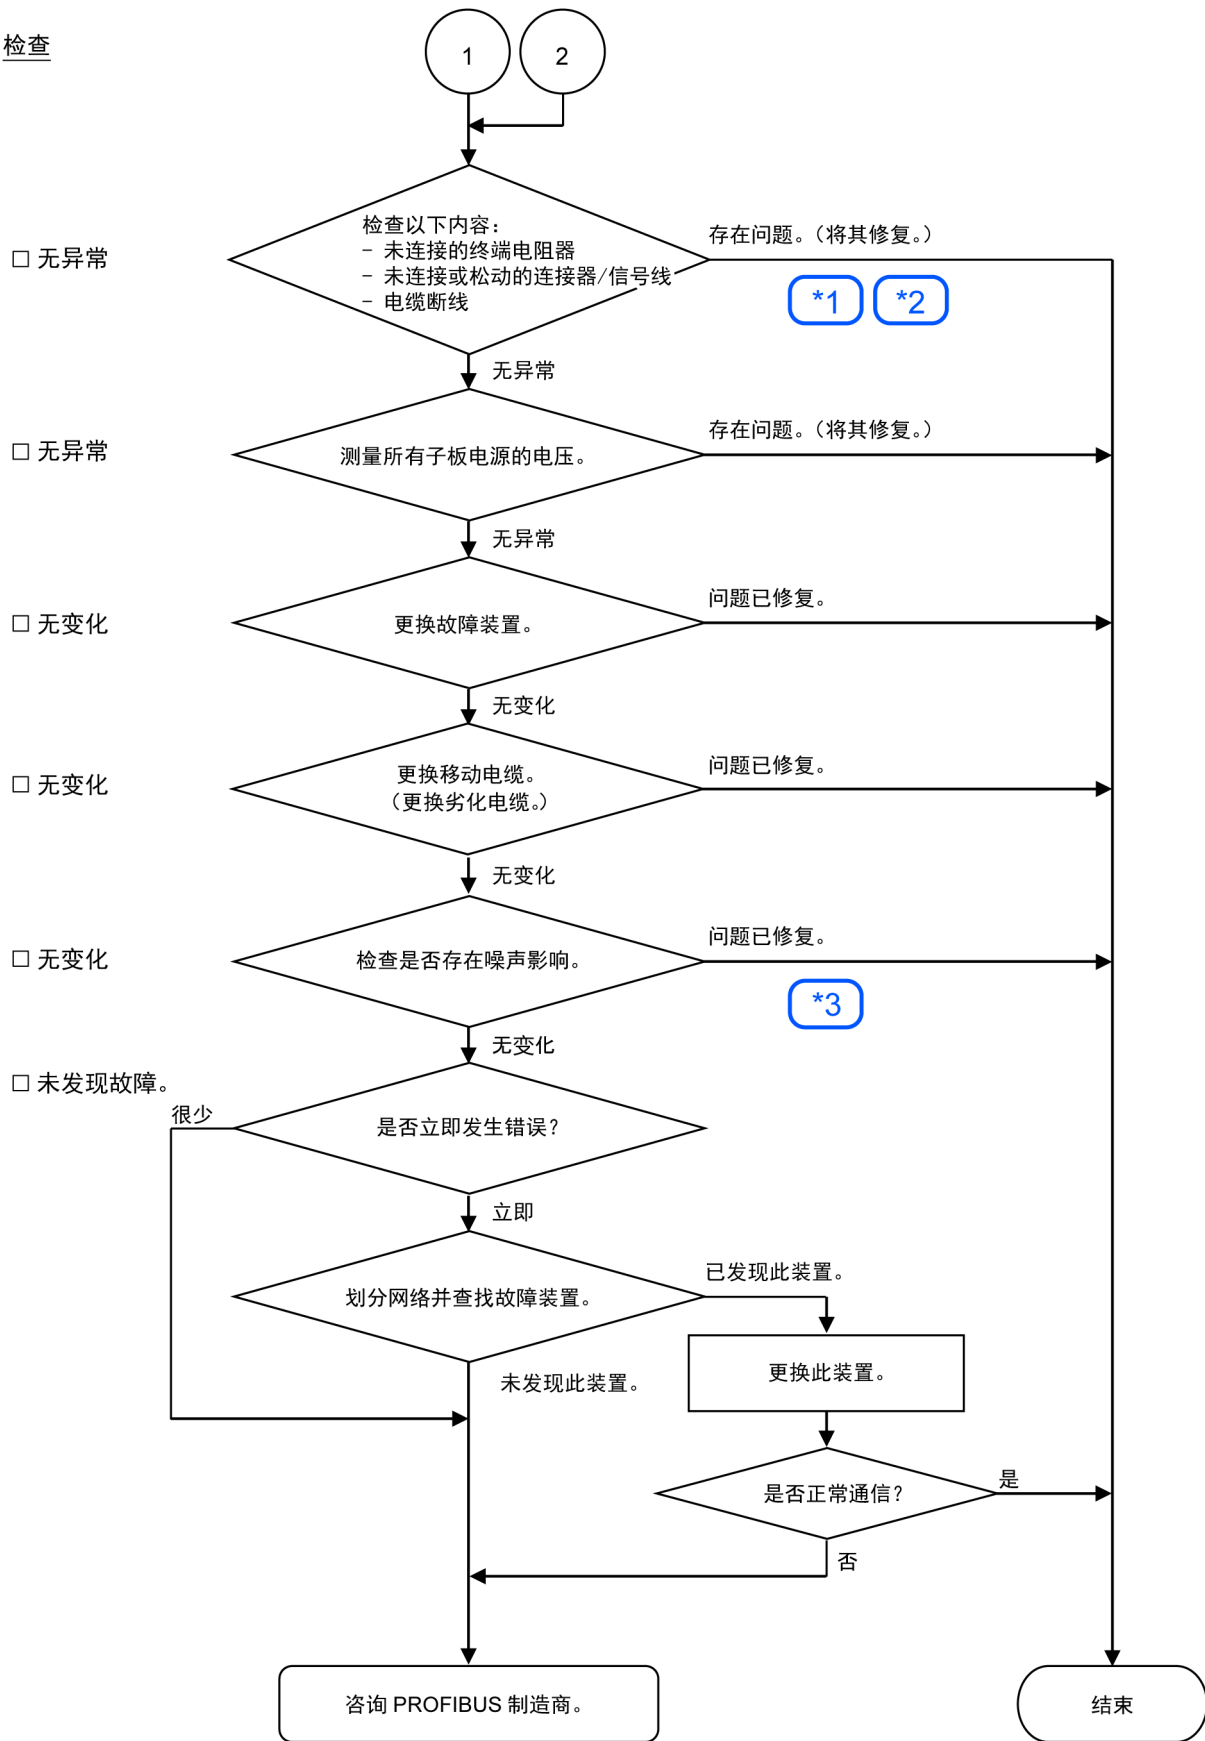 检查
1
2
检查以下内容：
- 未连接的终端电阻器
- 未连接或松动的连接器/信号线
- 电缆断线
存在问题。（将其修复。）
□ 无异常
*1
*2
无异常
测量所有子板电源的电压。
存在问题。（将其修复。）
□ 无异常
无异常
更换故障装置。
问题已修复。
□ 无变化
无变化
更换移动电缆。
（更换劣化电缆。）
问题已修复。
□ 无变化
无变化
检查是否存在噪声影响。
问题已修复。
□ 无变化
*3
无变化
□ 未发现故障。
很少
是否立即发生错误？
立即
划分网络并查找故障装置。
已发现此装置。
更换此装置。
未发现此装置。
是否正常通信？
是
否
咨询 PROFIBUS 制造商。
结束